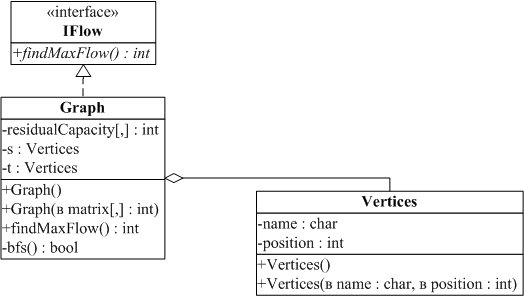 «interface»
IFlow
+findMaxFlow() : int
Graph
-residualCapacity[,] : int
-s : Vertices
-t : Vertices
+Graph()
+Graph(в matrix[,] : int)
+findMaxFlow() : int
-bfs() : bool
Vertices
-name : char
-position : int
+Vertices()
+Vertices(в name : char, в position : int)